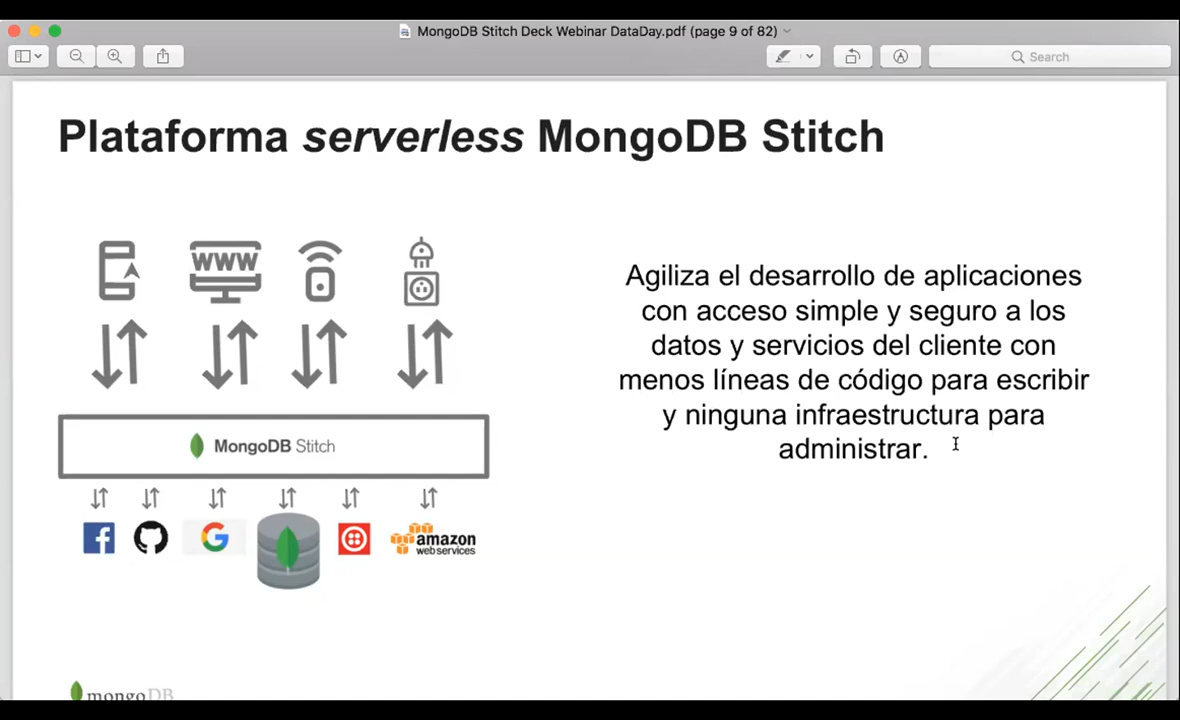 MongoDB Stitch Deck Webinar DataDay.pdf (page 9 of 82)
Search
Plataforma serverless MongoDB Stitch
WWW
Agiliza el desarrollo de aplicaciones
con acceso simple y seguro a los
datos y servicios del cliente con
menos líneas de código para escribir
y ninguna infraestructura para
administrar.
MongoDB Stitch
amazon
webservices
mongoDB